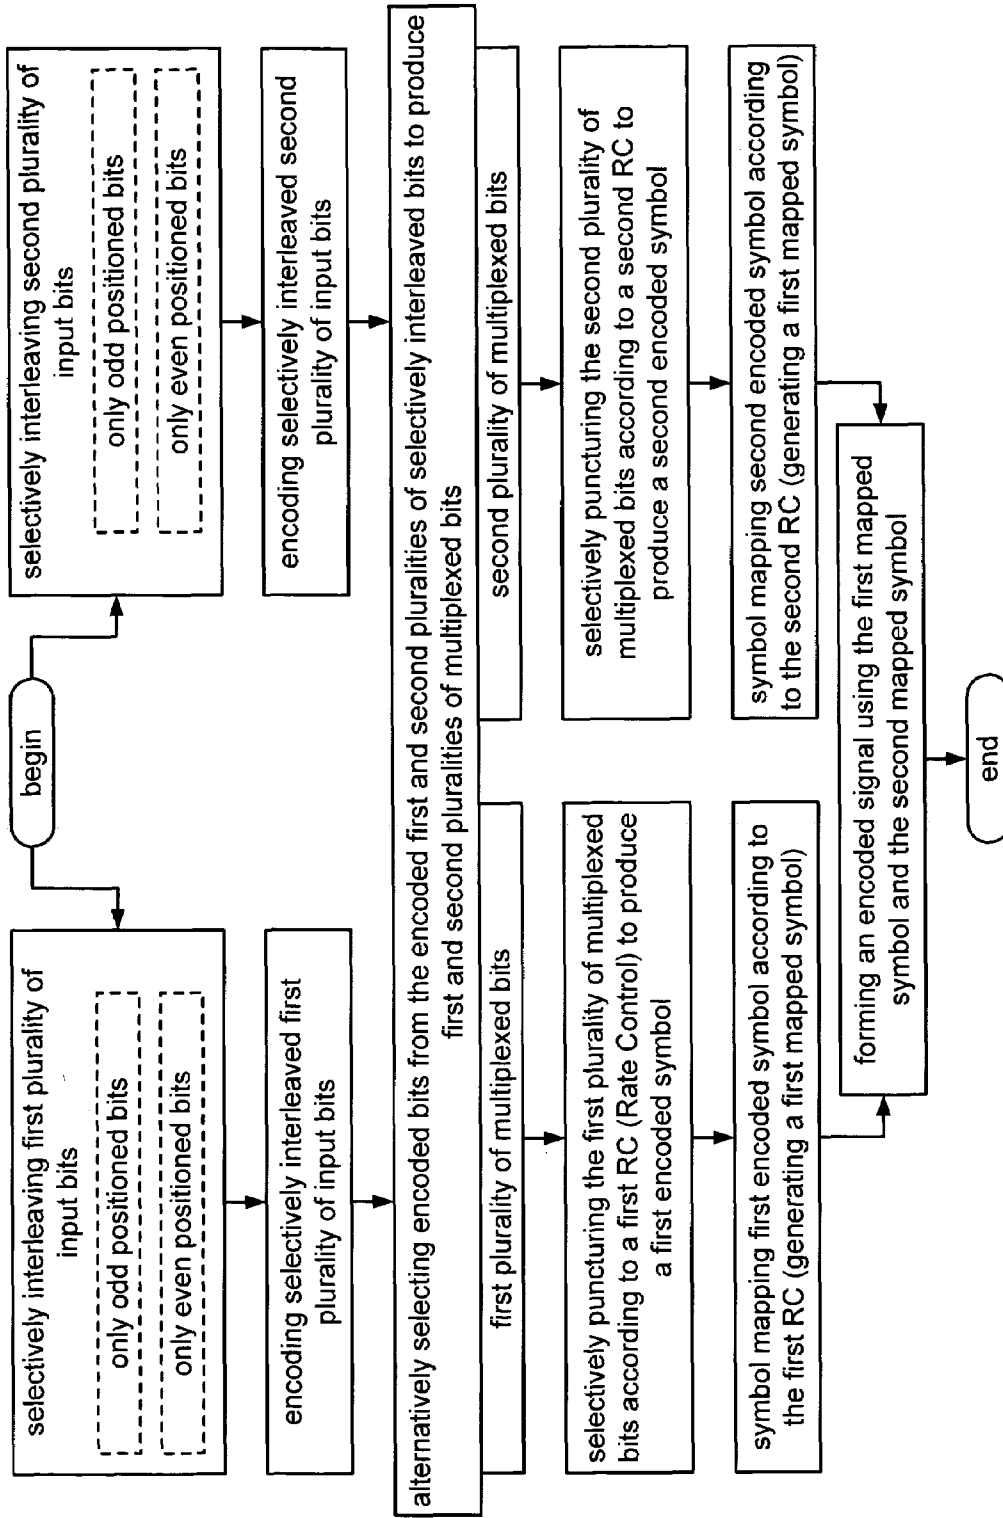 begin
selectively interleaving first plurality of
input bits
only odd positioned bits
only even positioned bits
selectively interleaving second plurality of
input bits
only odd positioned bits
only even positioned bits
encoding selectively interleaved first
plurality of input bits
encoding selectively interleaved second
plurality of input bits
alternatively selecting encoded bits from the encoded first and second pluralities of selectively interleaved bits to produce
first and second pluralities of multiplexed bits
first plurality of multiplexed bits
second plurality of multiplexed bits
selectively puncturing the first plurality of multiplexed
bits according to a first RC (Rate Control) to produce
a first encoded symbol
selectively puncturing the second plurality of
multiplexed bits according to a second RC to
produce a second encoded symbol
symbol mapping first encoded symbol according to
the first RC (generating a first mapped symbol)
symbol mapping second encoded symbol according
to the second RC (generating a first mapped symbol)
forming an encoded signal using the first mapped
symbol and the second mapped symbol
end